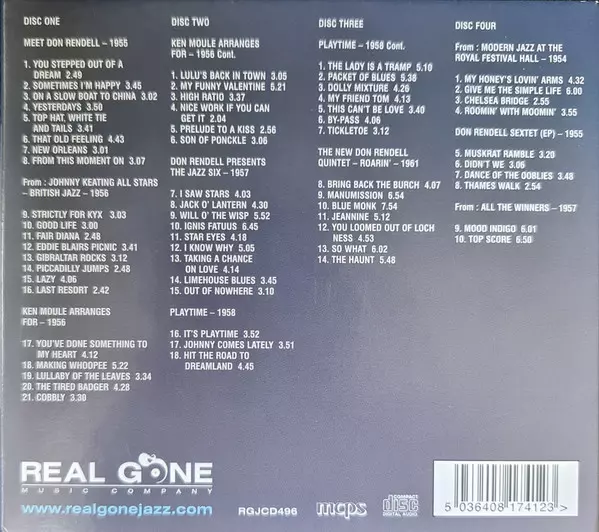 DISC ONE
MEET DON RENDELL – 1955
1. YOU STEPPED OUT OF A
DREAM 2.49
2. SOMETIMES I'M HAPPY 3.45
3. ON A SLOW BOAT TO CHINA 3.02
4. YESTERDAYS 3.50
5. TOP HAT, WHITE TIE
AND TAILS 3.41
6. THAT OLD FEELING 4.43
7. NEW ORLEANS 3.01
8. FROM THIS MOMENT ON 3.07
From : JOHNNY KEATING ALL STARS
– BRITISH JAZZ – 1956
9. STRICTLY FOR KYX 3.03
10. GOOD LIFE 3.00
11. FAIR DIANA 2.48
12. EDDIE BLAIRS PICNIC 3.41
13. GIBRALTAR ROCKS 3.12
14. PICCADILLY JUMPS 2.48
15. LAZY 4.06
16. LAST RESORT 2.42
KEN MOULE ARRANGES
FOR – 1956
17. YOU'VE DONE SOMETHING TO
MY HEART 4.12
18. MAKING WHOOPEE 5.22
19. LULLABY OF THE LEAVES 3.34
20. THE TIRED BADGER 4.28
21. COBBLY 3.30
DISC TWO
KEN MOULE ARRANGES
FOR – 1956 Cont.
1. LULU'S BACK IN TOWN 3.05
2. MY FUNNY VALENTINE 5.21
3. HIGH RATIO 3.37
4. NICE WORK IF YOU CAN
GET IT 2.04
5. PRELUDE TO A KISS 2.56
6. SON OF PONCKLE 3.06
DON RENDELL PRESENTS
THE JAZZ SIX – 1957
7. I SAW STARS 4.03
8. JACK O' LANTERN 4.30
9. WILL O' THE WISP 5.52
10. IGNIS FATUUS 6.45
11. STAR EYES 4.18
12. I KNOW WHY 5.05
13. TAKING A CHANCE
ON LOVE 4.14
14. LIMEHOUSE BLUES 3.45
15. OUT OF NOWHERE 3.10
PLAYTIME – 1958
16. IT'S PLAYTIME 3.52
17. JOHNNY COMES LATELY 3.51
18. HIT THE ROAD TO
DREAMLAND 4.45
DISC THREE
PLAYTIME – 1958 Cont.
1. THE LADY IS A TRAMP 5.10
2. PACKET OF BLUES 5.38
3. DOLLY MIXTURE 4.26
4. MY FRIEND TOM 4.13
5. THIS CAN'T BE LOVE 3.40
6. BY-PASS 4.06
7. TICKLETOE 3.12
THE NEW DON RENDELL
QUINTET – ROARIN' – 1961
8. BRING BACK THE BURCH 4.07
9. MANUMISSION 6.54
10. BLUE MONK 7.54
11. JEANNINE 5.12
12. YOU LOOMED OUT OF LOCH
NESS 4.53
13. SO WHAT 6.02
14. THE HAUNT 5.48
DISC FOUR
From : MODERN JAZZ AT THE
ROYAL FESTIVAL HALL – 1954
1. MY HONEY'S LOVIN' ARMS 4.32
2. GIVE ME THE SIMPLE LIFE 6.00
3. CHELSEA BRIDGE 2.55
4. ROOMIN' WITH MOOMIN' 3.55
DON RENDELL SEXTET (EP) – 1955
5. MUSKRAT RAMBLE 3.20
6. DIDN'T WE 3.06
7. DANCE OF THE OOBLIES 3.48
8. THAMES WALK 2.54
From : ALL THE WINNERS – 1957
9. MOOD INDIGO 6.01
10. TOP SCORE 6.50
REAL GONE
MUSIC COMPANY
www.realgonejazz.com
RGJCD496
mcps
COMPACT
disc
DIGITAL AUDIO
5 036408 174123 >